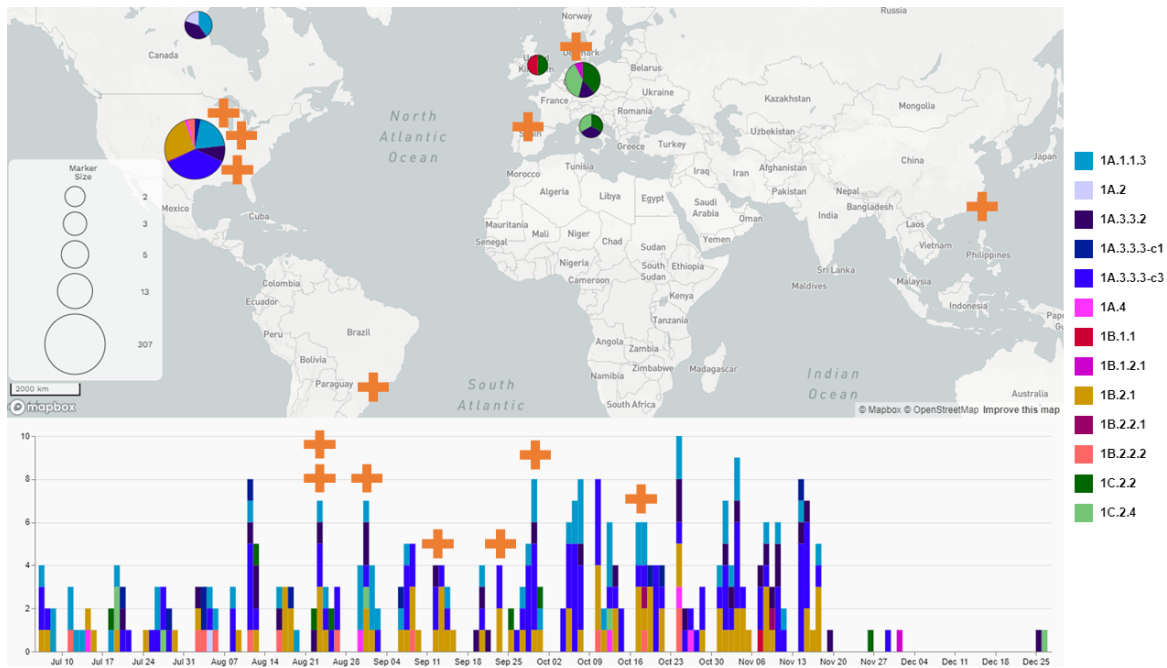 Norway
Russia
Canada
United
Kingdom
Denmark
Belarus
North
Atlantic
Ocean
France
Ukraine
Kazakhstan
Mongolia
Romania
Uzbekistan
Spain
Greece
Turkey
China
Japan
Marker
Size
2
3
5
13
307
Mexico
Cuba
Tunisia
Morocco
Iraq
Iran
Afghanistan
Pakistan
Nepal
Algeria
Libya
Egypt
Saudi
Arabia
Bangladesh
India
Oman
Laos
Mauritania
Mali
Niger
Chad
Sudan
Yemen
Vietnam
Philippines
Senegal
Nigeria
South
Sudan
Ethiopia
Cameroon
Sri Lanka
Maldives
Malaysia
Colombia
Ecuador
Kenya
Indonesia
Tanzania
Peru
Brazil
Angola
Zambia
Bolivia
Zimbabwe
Madagascar
Namibia
Paraguay
South
Atlantic
Indian
Ocean
Australia
South Africa
2000 km
mapbox
© Mapbox © OpenStreetMap Improve this map
1A.1.1.3
1A.2
1A.3.3.2
1A.3.3.3-c1
1A.3.3.3-c3
1A.4
1B.1.1
1B.1.2.1
1B.2.1
1B.2.2.1
1B.2.2.2
1C.2.2
1C.2.4
10
8
6
4
2
0
Jul 10 Jul 17 Jul 24 Jul 31 Aug 07 Aug 14 Aug 21 Aug 28 Sep 04 Sep 11 Sep 18 Sep 25 Oct 02 Oct 09 Oct 16 Oct 23 Oct 30 Nov 06 Nov 13 Nov 20 Nov 27 Dec 04 Dec 11 Dec 18 Dec 25